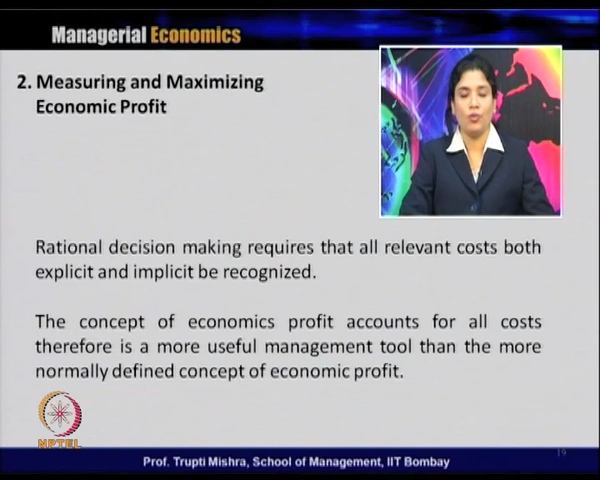 Managerial Economics
2. Measuring and Maximizing
Economic Profit
Rational decision making requires that all relevant costs both
explicit and implicit be recognized.
The concept of economics profit accounts for all costs
therefore is a more useful management tool than the more
normally defined concept of economic profit.
NPTEL
19
Prof. Trupti Mishra, School of Management, IIT Bombay